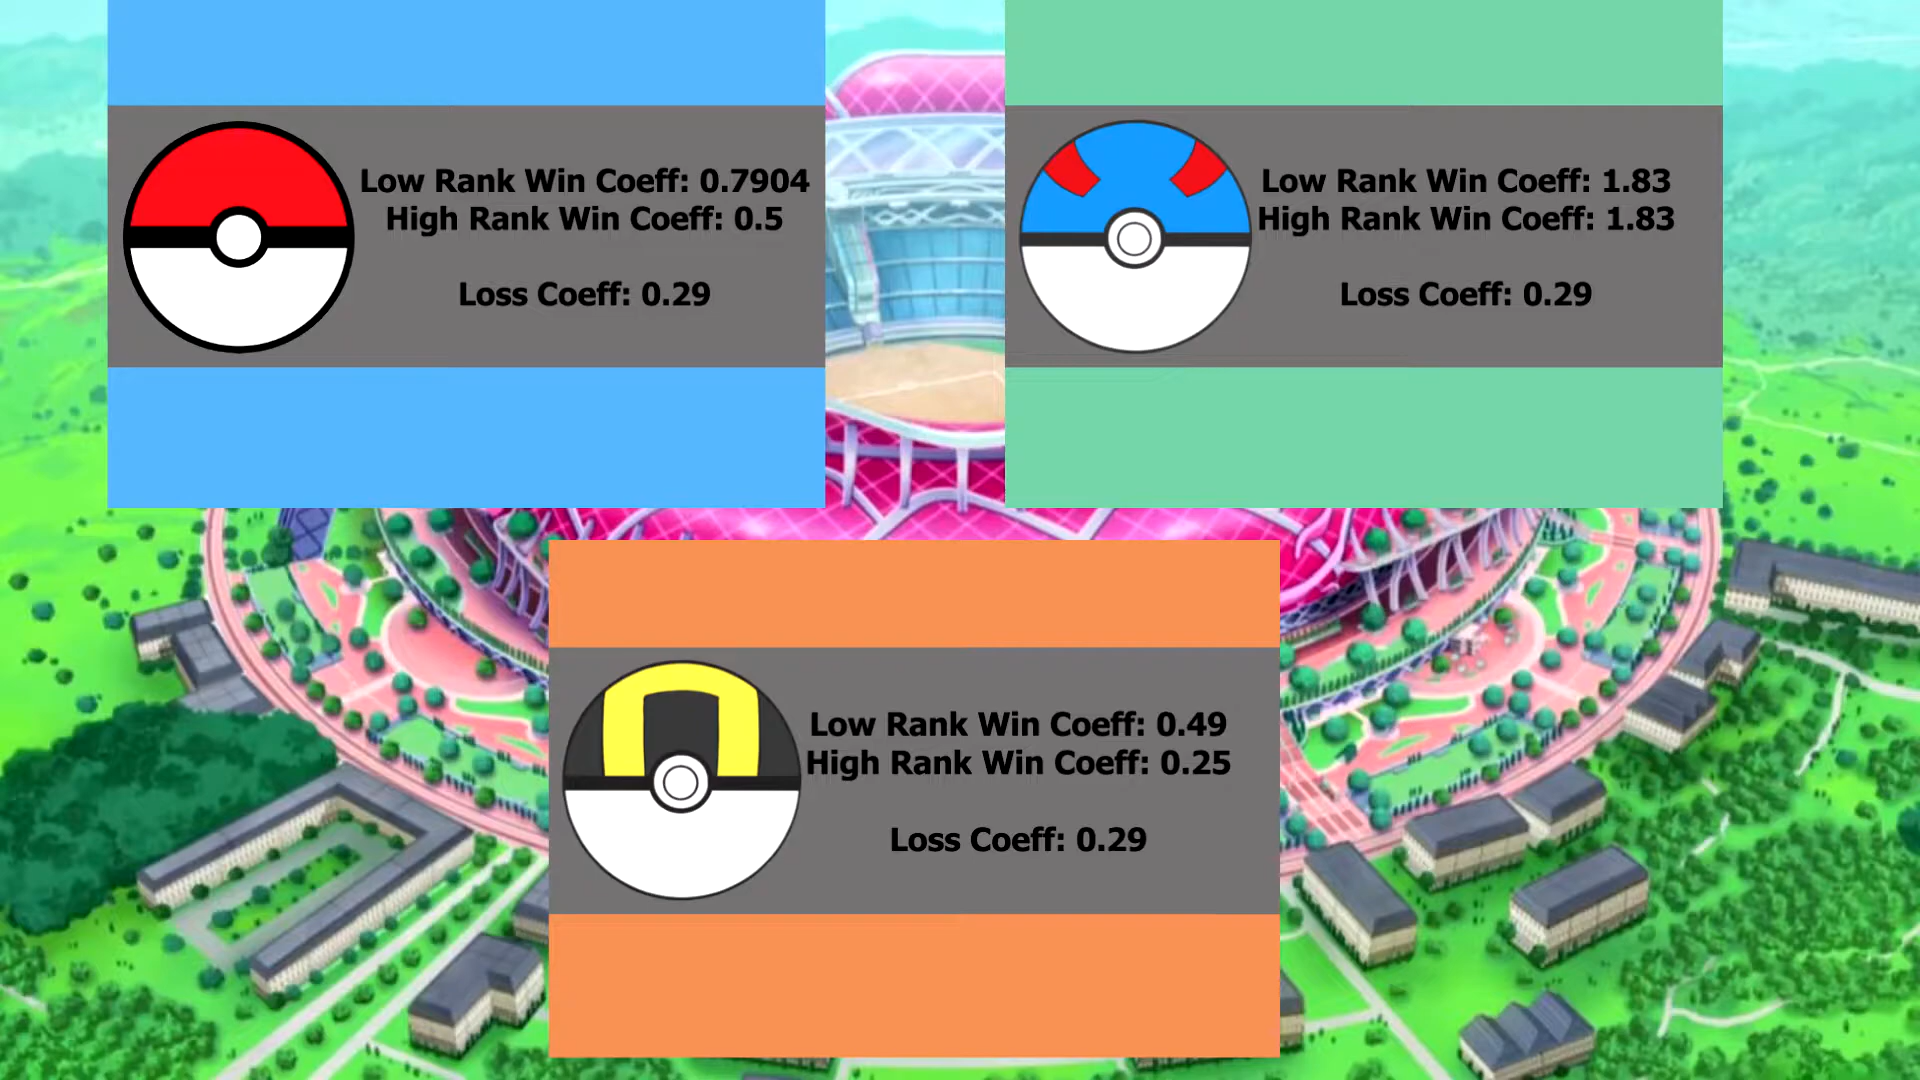 Low Rank Win Coeff: 0.7904
High Rank Win Coeff: 0.5
Loss Coeff: 0.29
Low Rank Win Coeff: 1.83
High Rank Win Coeff: 1.83
Loss Coeff: 0.29
Low Rank Win Coeff: 0.49
High Rank Win Coeff: 0.25
Loss Coeff: 0.29